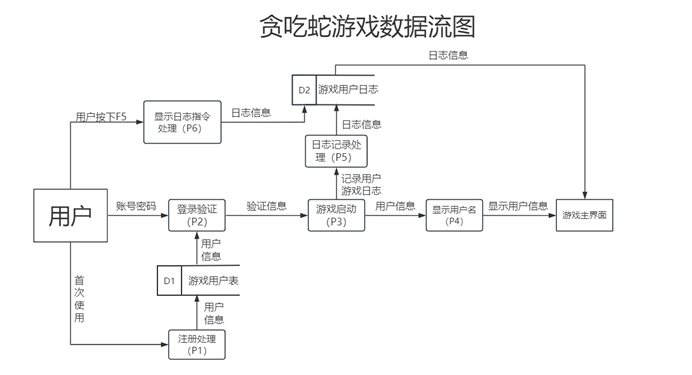 贪吃蛇游戏数据流图
日志信息
D2
游戏用户日志
用户按下F5
显示日志指令
处理（P6）
日志信息
日志信息
日志记录处
理（P5）
记录用户
游戏日志
用户
账号密码
登录验证
（P2）
验证信息
游戏启动
（P3）
用户信息
显示用户名
（P4）
显示用户信息
游戏主界面
用户
信息
D1
游戏用户表
首
次
使
用
用户
信息
注册处理
（P1）